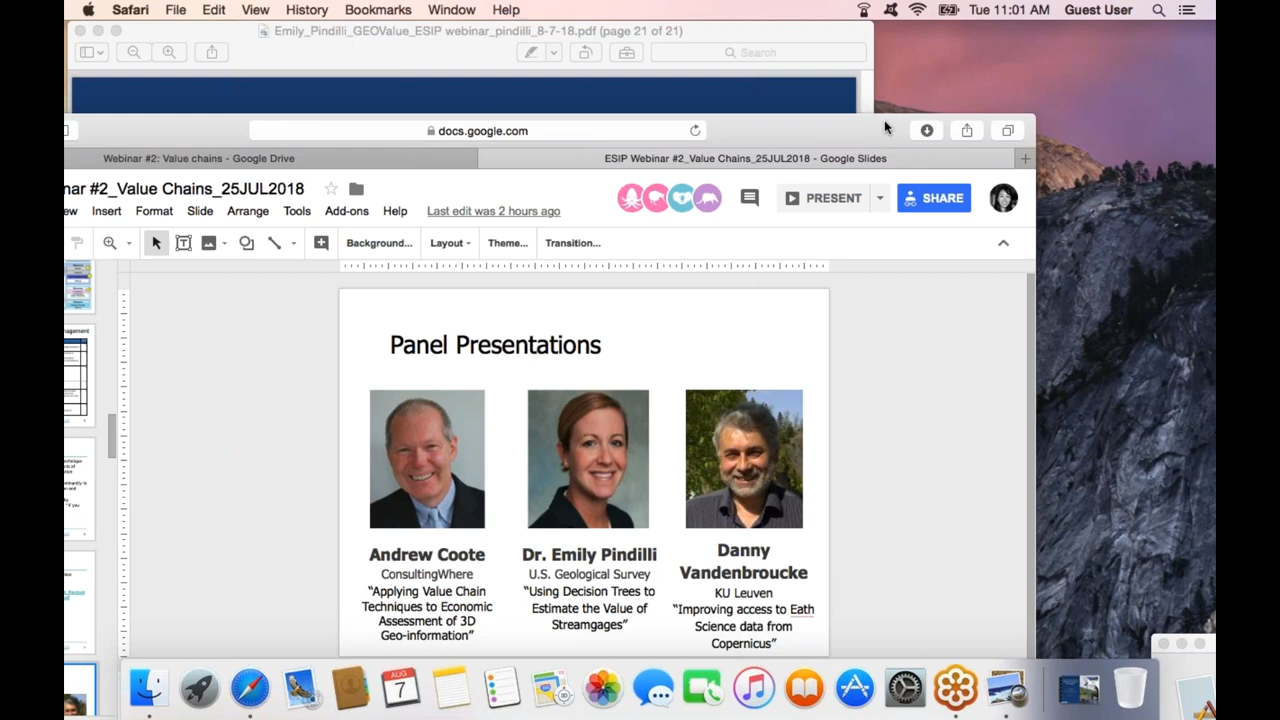 Safari File Edit View History Bookmarks Window Help Tue 11:01 AM Guest User
Emily_Pindilli_GEOValue_ESIP webinar_pindilli_8-7-18.pdf (page 21 of 21)
Search
docs.google.com
Webinar #2: Value chains - Google Drive
ESIP Webinar #2_Value Chains_25JUL2018 - Google Slides
nar #2_Value Chains_25JUL2018
PRESENT
SHARE
ew Insert Format Slide Arrange Tools Add-ons Help Last edit was 2 hours ago
Background... Layout Theme... Transition...
Panel Presentations
Andrew Coote
ConsultingWhere
“Applying Value Chain
Techniques to Economic
Assessment of 3D
Geo-information”
Dr. Emily Pindilli
U.S. Geological Survey
“Using Decision Trees to
Estimate the Value of
Streamgages”
Danny
Vandenbroucke
KU Leuven
“Improving access to Eath
Science data from
Copernicus”
AUG
7